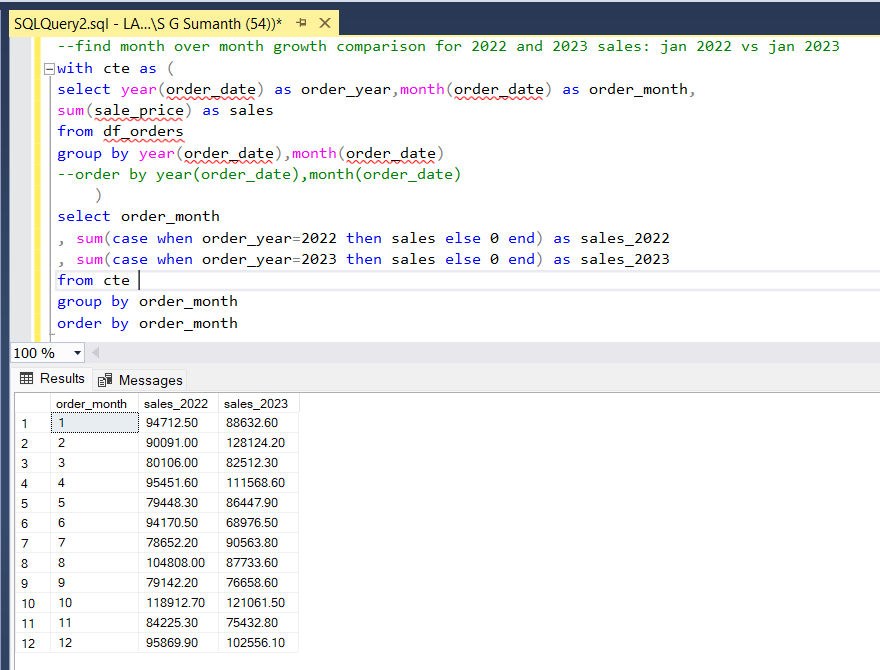 SQLQuery2.sql - LA...\S G Sumanth (54))*
--find month over month growth comparison for 2022 and 2023 sales: jan 2022 vs jan 2023
with cte as (
select year(order_date) as order_year,month(order_date) as order_month,
sum(sale_price) as sales
from df_orders
group by year(order_date),month(order_date)
--order by year(order_date),month(order_date)
)
select order_month
, sum(case when order_year=2022 then sales else 0 end) as sales_2022
, sum(case when order_year=2023 then sales else 0 end) as sales_2023
from cte
group by order_month
order by order_month
100 %
Results Messages
order_month sales_2022 sales_2023
1 1 94712.50 88632.60
2 2 90091.00 128124.20
3 3 80106.00 82512.30
4 4 95451.60 111568.60
5 5 79448.30 86447.90
6 6 94170.50 68976.50
7 7 78652.20 90563.80
8 8 104808.00 87733.60
9 9 79142.20 76658.60
10 10 118912.70 121061.50
11 11 84225.30 75432.80
12 12 95869.90 102556.10